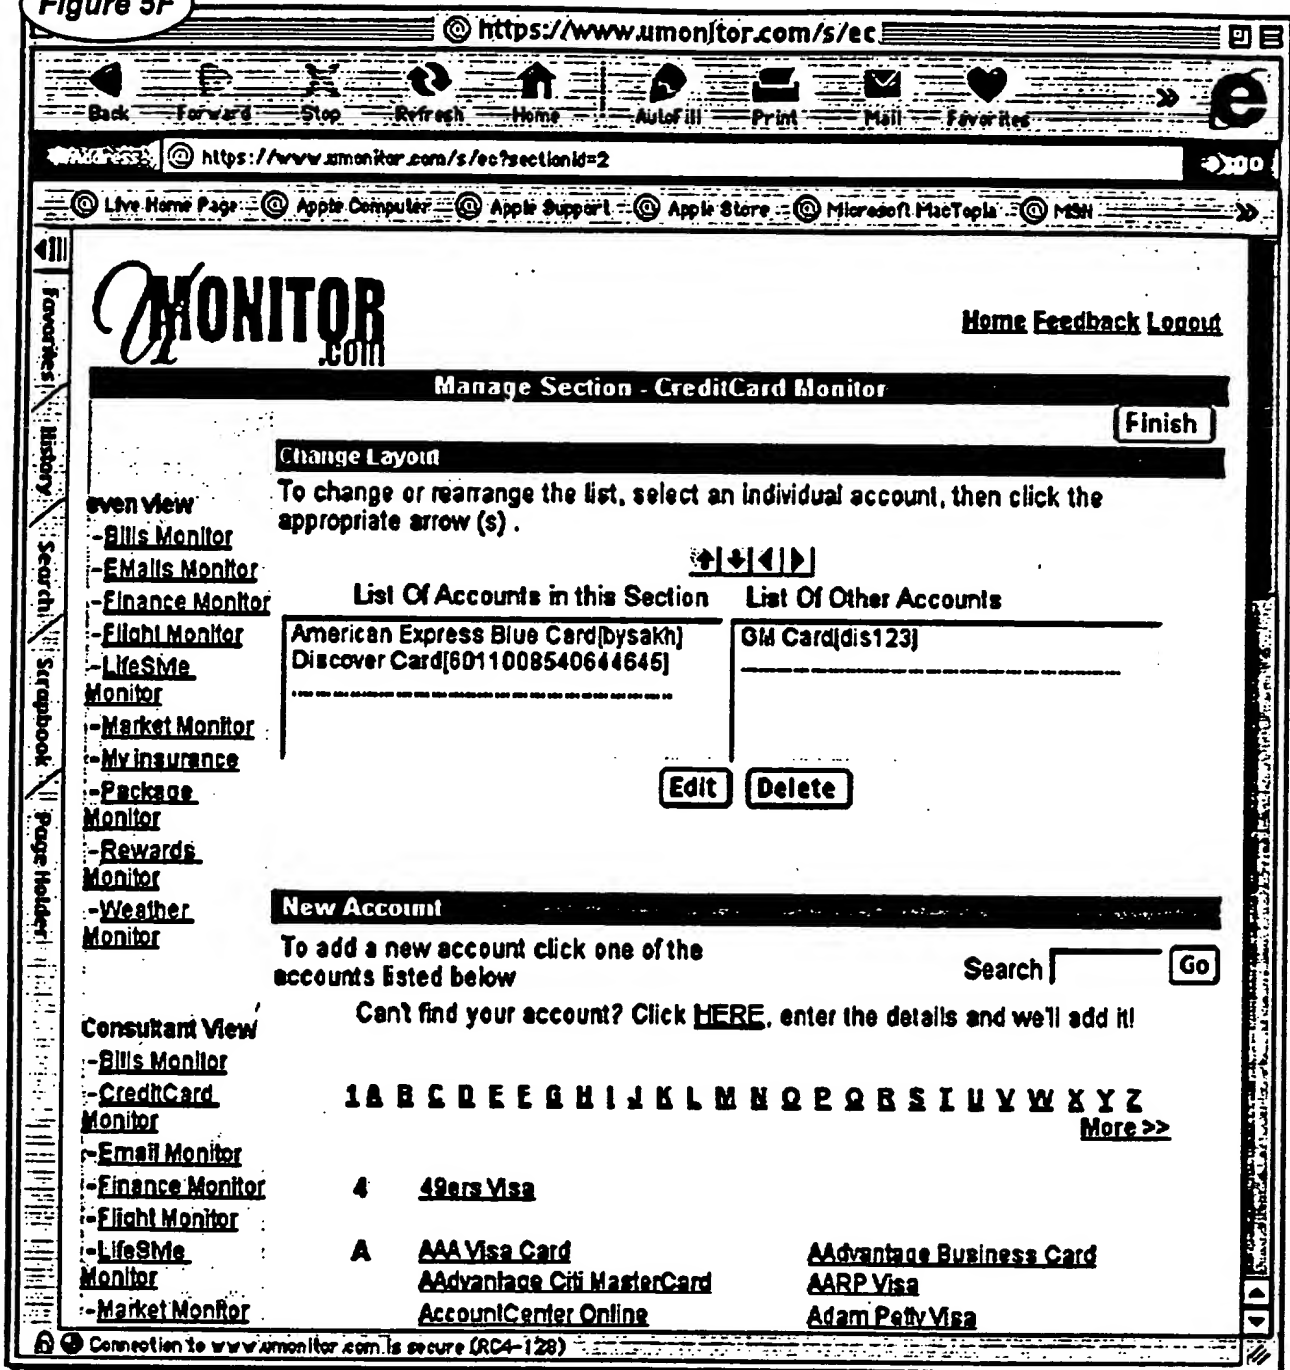 Figure 5F
@ https://www.umonitor.com/s/ec
Back Forward Stop Refresh Home AutoFill Print Mail Favorites
Address: @ https://www.umonitor.com/s/ec?sectionid=2 GO
@ Live Home Page @ Apple Computer @ Apple Support @ Apple Store @ Microsoft MacTopia @ MSN
Favorites History Search Scrapbook Page Holder
UMONITOR
.com
Home Feedback Logout
Manage Section - CreditCard Monitor
Finish
Change Layout
To change or rearrange the list, select an individual account, then click the
appropriate arrow (s) .
List Of Accounts in this Section List Of Other Accounts
American Express Blue Card[bysakh]
Discover Card[6011008540644645]
GM Card[dis123]
Edit Delete
New Account
To add a new account click one of the
accounts listed below
Search Go
Can't find your account? Click HERE, enter the details and we'll add it!
1 A B C D E F G H I J K L M N O P Q R S T U V W X Y Z
More >>
4 49ers Visa
A AAA Visa Card AAdvantage Business Card
AAdvantage Citi MasterCard AARP Visa
AccountCenter Online Adam Petty Visa
even view
-Bills Monitor
-EMails Monitor
-Finance Monitor
-Flight Monitor
-LifeStyle
Monitor
-Market Monitor
-My insurance
-Package
Monitor
-Rewards
Monitor
-Weather
Monitor
Consultant View
-Bills Monitor
-CreditCard
Monitor
-Email Monitor
-Finance Monitor
-Flight Monitor
-LifeStyle
Monitor
-Market Monitor
Connection to www.umonitor.com is secure (RC4-128)